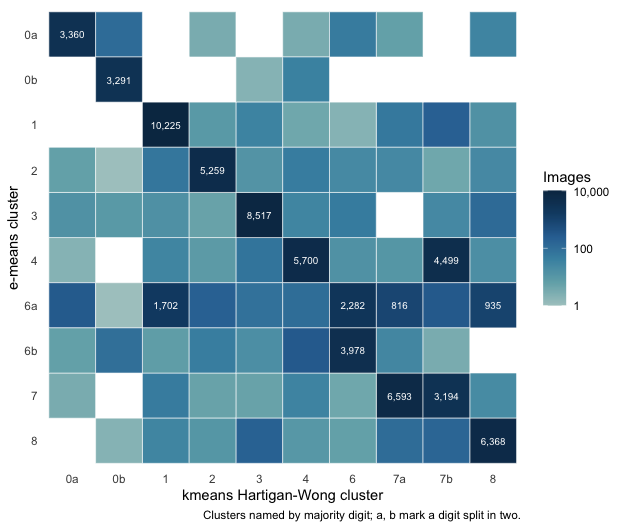 0a 3,360 Images
0b 3,291 10,000
1 10,225 100
2 5,259 1
3 8,517
4 5,700 4,499
6a 1,702 2,282 816 935
6b 3,978
7 6,593 3,194
8 6,368
e-means cluster
0a 0b 1 2 3 4 6 7a 7b 8
kmeans Hartigan-Wong cluster
Clusters named by majority digit; a, b mark a digit split in two.